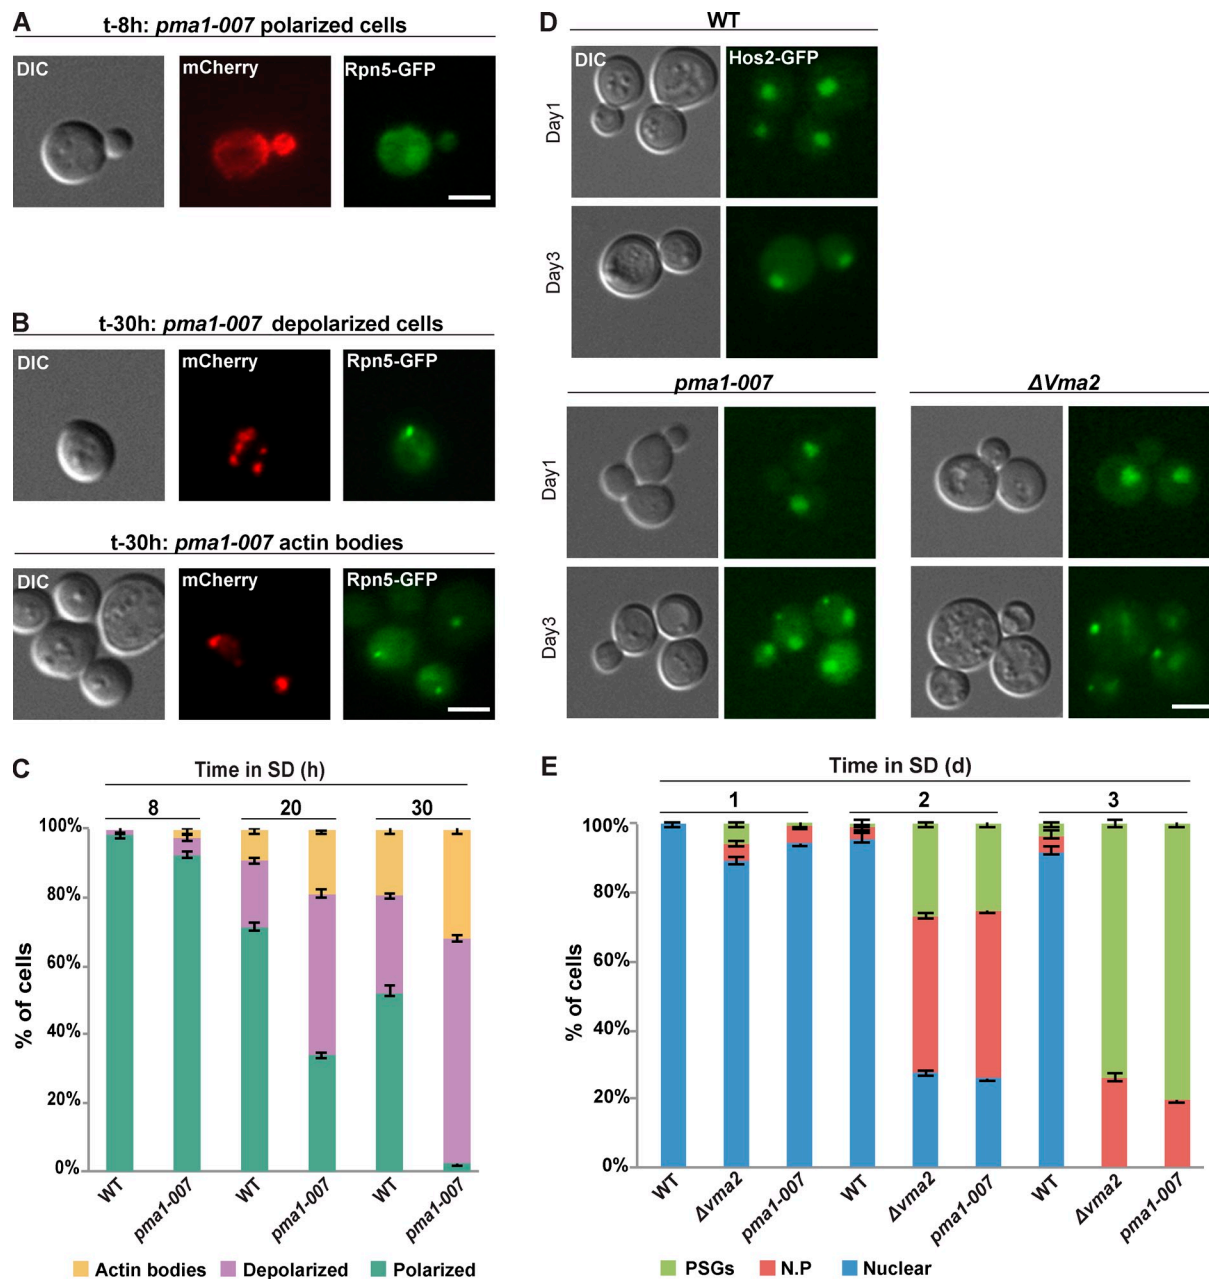 A
t-8h: pma1-007 polarized cells
DIC
mCherry
Rpn5-GFP
B
t-30h: pma1-007 depolarized cells
DIC
mCherry
Rpn5-GFP
t-30h: pma1-007 actin bodies
DIC
mCherry
Rpn5-GFP
C
Time in SD (h)
8
20
30
100%
80%
60%
40%
20%
0%
% of cells
WT
pma1-007
WT
pma1-007
WT
pma1-007
Actin bodies
Depolarized
Polarized
D
WT
DIC
Hos2-GFP
Day1
Day3
pma1-007
ΔVma2
Day1
Day3
E
Time in SD (d)
1
2
3
100%
80%
60%
40%
20%
0%
% of cells
WT
Δvma2
pma1-007
WT
Δvma2
pma1-007
WT
Δvma2
pma1-007
PSGs
N.P
Nuclear